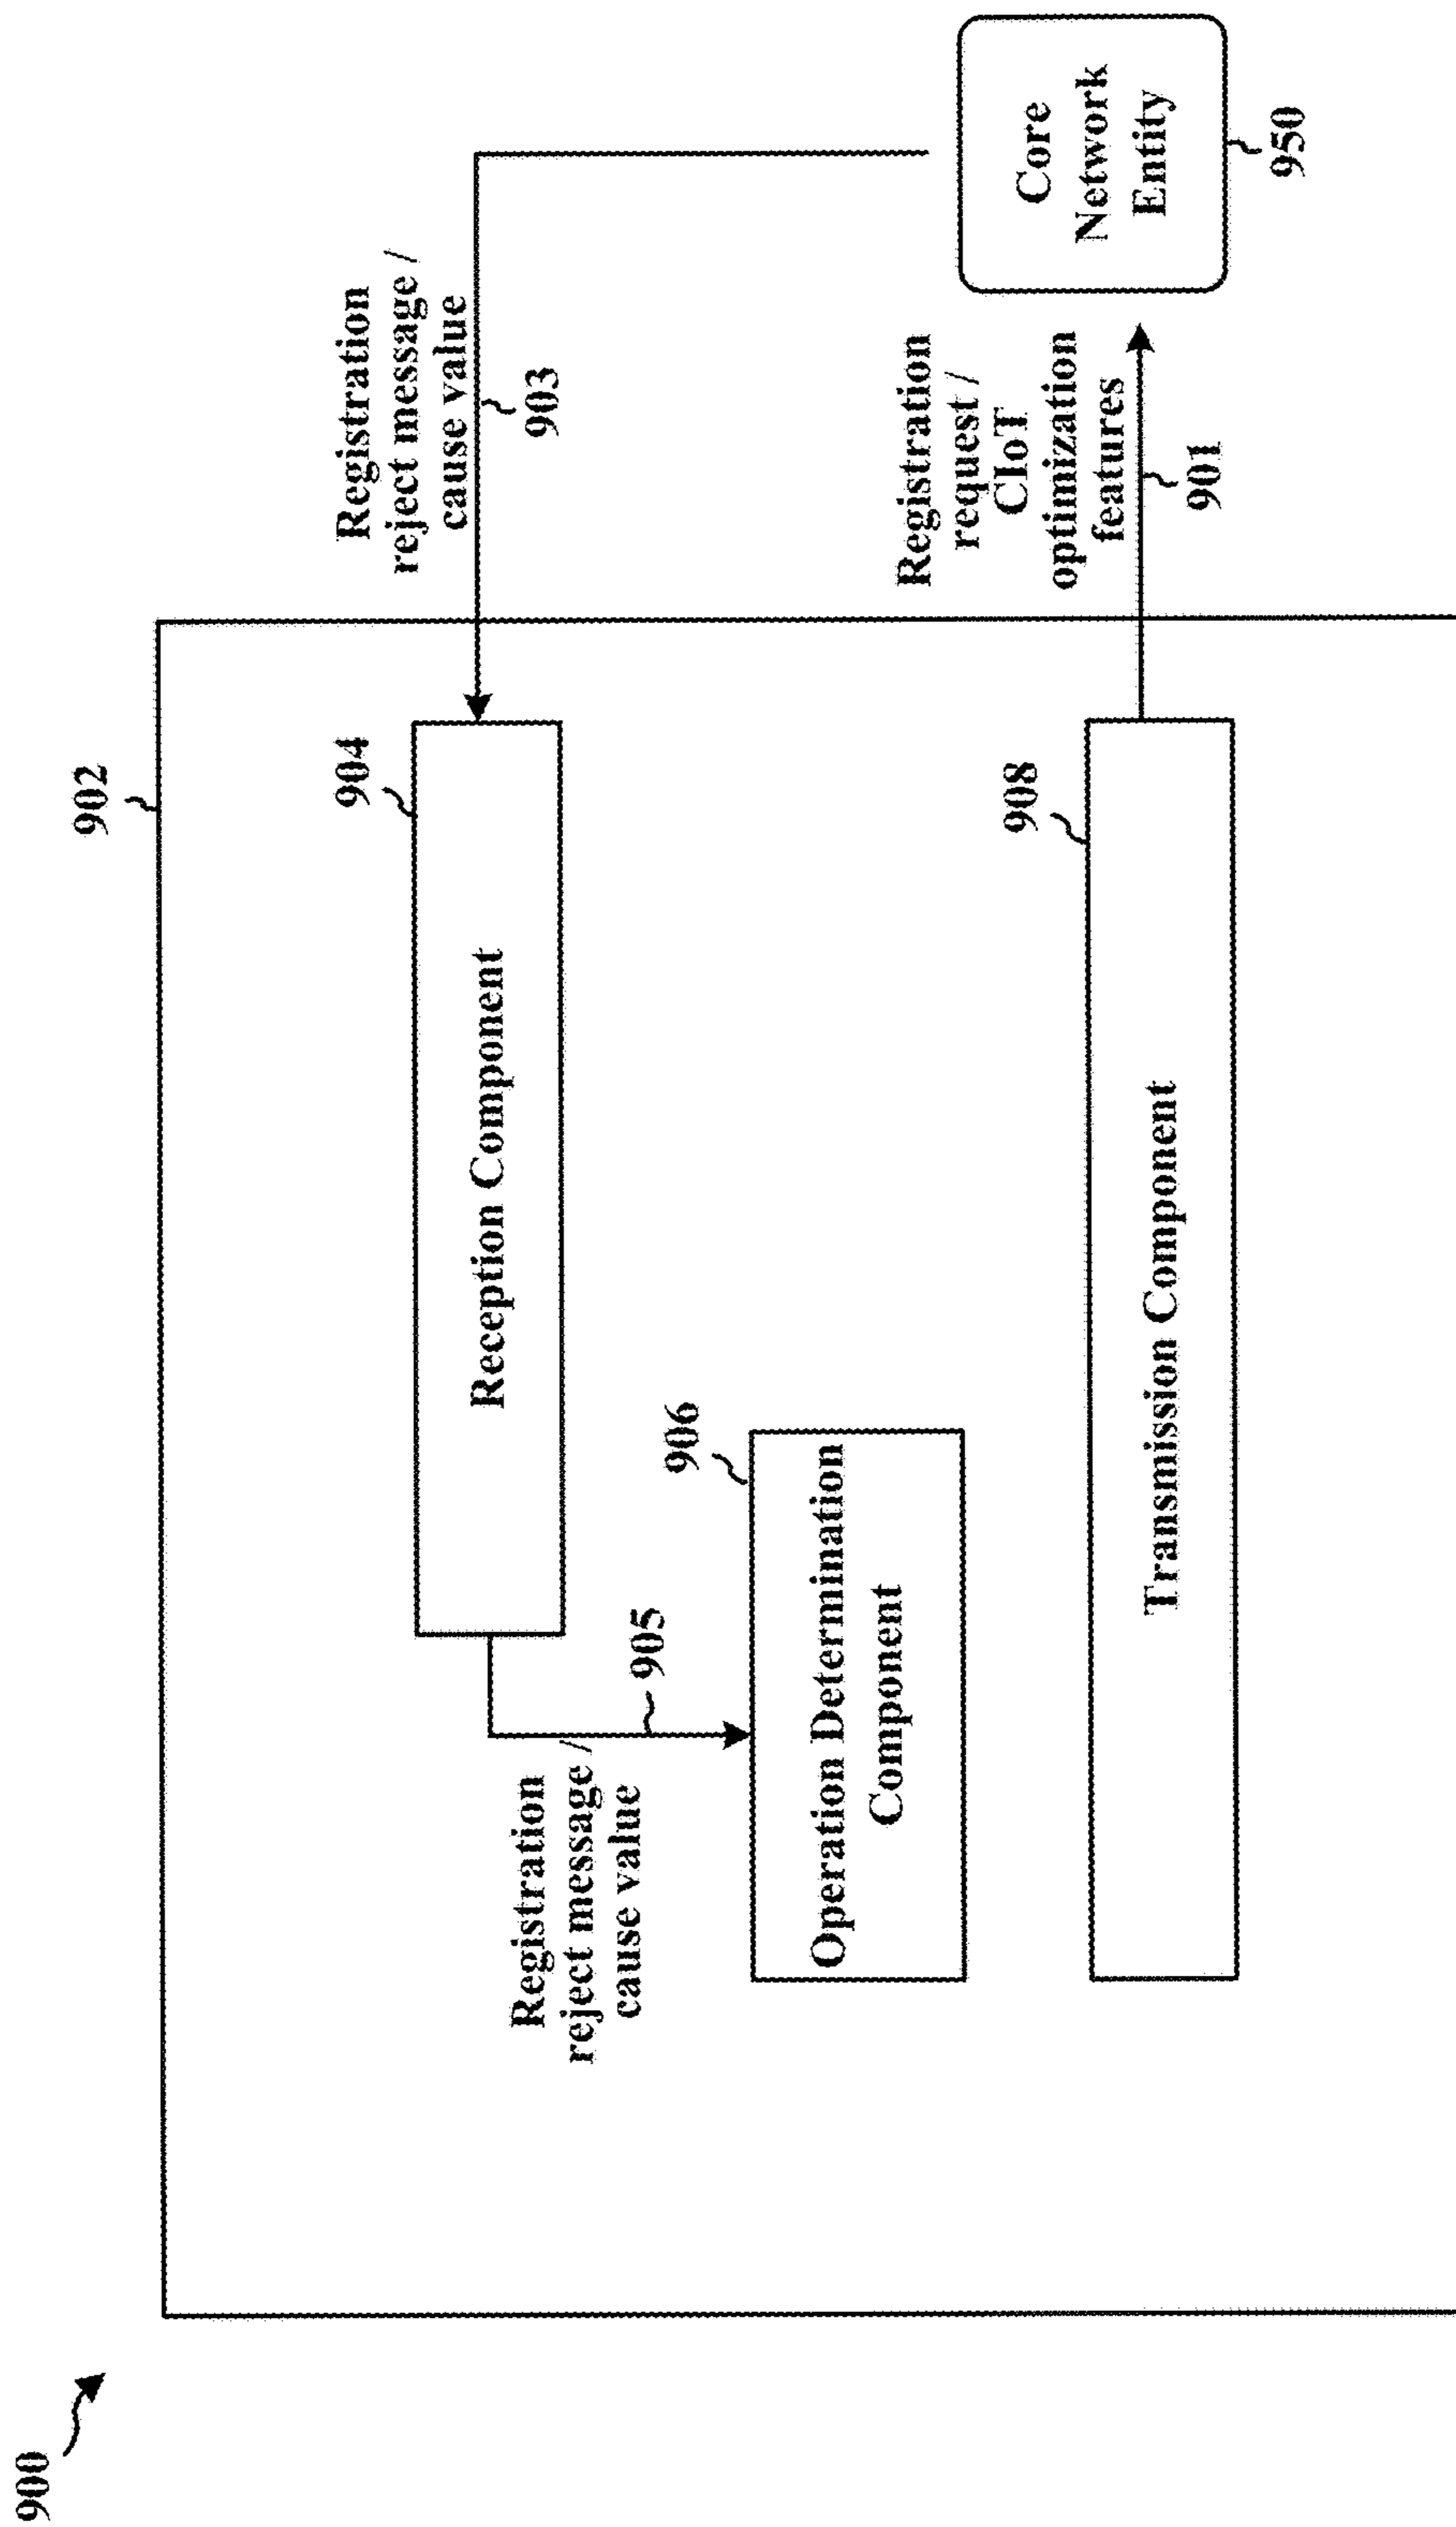 900
902
904
Reception Component
Registration
reject message /
cause value
903
Registration
reject message /
cause value
905
906
Operation Determination
Component
908
Transmission Component
Registration
request /
CIoT
optimization
features
901
Core
Network
Entity
950